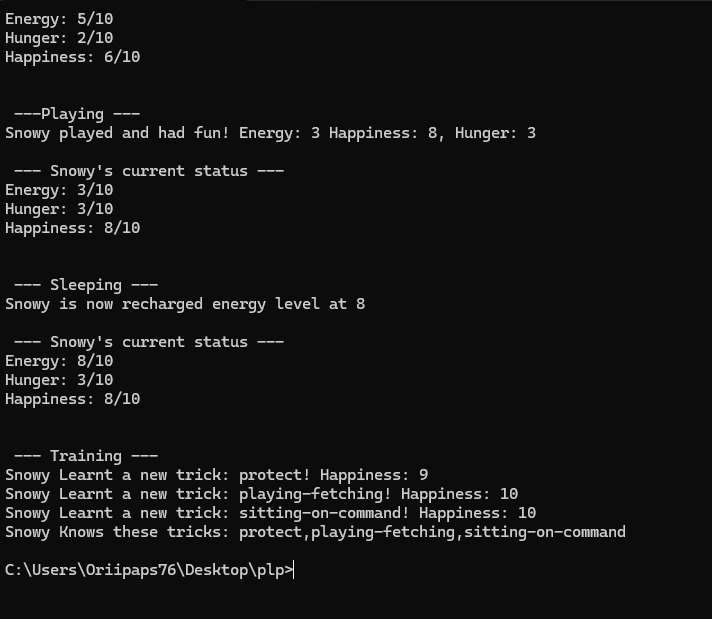 Energy: 5/10
Hunger: 2/10
Happiness: 6/10
---Playing ---
Snowy played and had fun! Energy: 3 Happiness: 8, Hunger: 3
--- Snowy's current status ---
Energy: 3/10
Hunger: 3/10
Happiness: 8/10
--- Sleeping ---
Snowy is now recharged energy level at 8
--- Snowy's current status ---
Energy: 8/10
Hunger: 3/10
Happiness: 8/10
--- Training ---
Snowy Learnt a new trick: protect! Happiness: 9
Snowy Learnt a new trick: playing-fetching! Happiness: 10
Snowy Learnt a new trick: sitting-on-command! Happiness: 10
Snowy Knows these tricks: protect,playing-fetching,sitting-on-command
C:\Users\Oriipaps76\Desktop\plp>